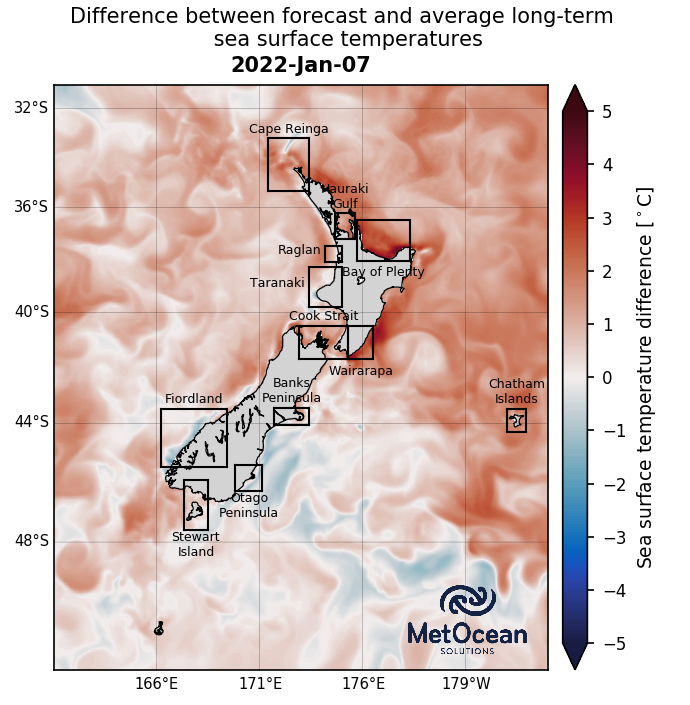 Difference between forecast and average long-term
sea surface temperatures
2022-Jan-07
32°S
36°S
40°S
44°S
48°S
166°E
171°E
176°E
179°W
Cape Reinga
Hauraki
Gulf
Raglan
Bay of Plenty
Taranaki
Cook Strait
Wairarapa
Banks
Peninsula
Fiordland
Chatham
Islands
Otago
Peninsula
Stewart
Island
MetOcean
SOLUTIONS
5
4
3
2
1
0
−1
−2
−3
−4
−5
Sea surface temperature difference [°C]